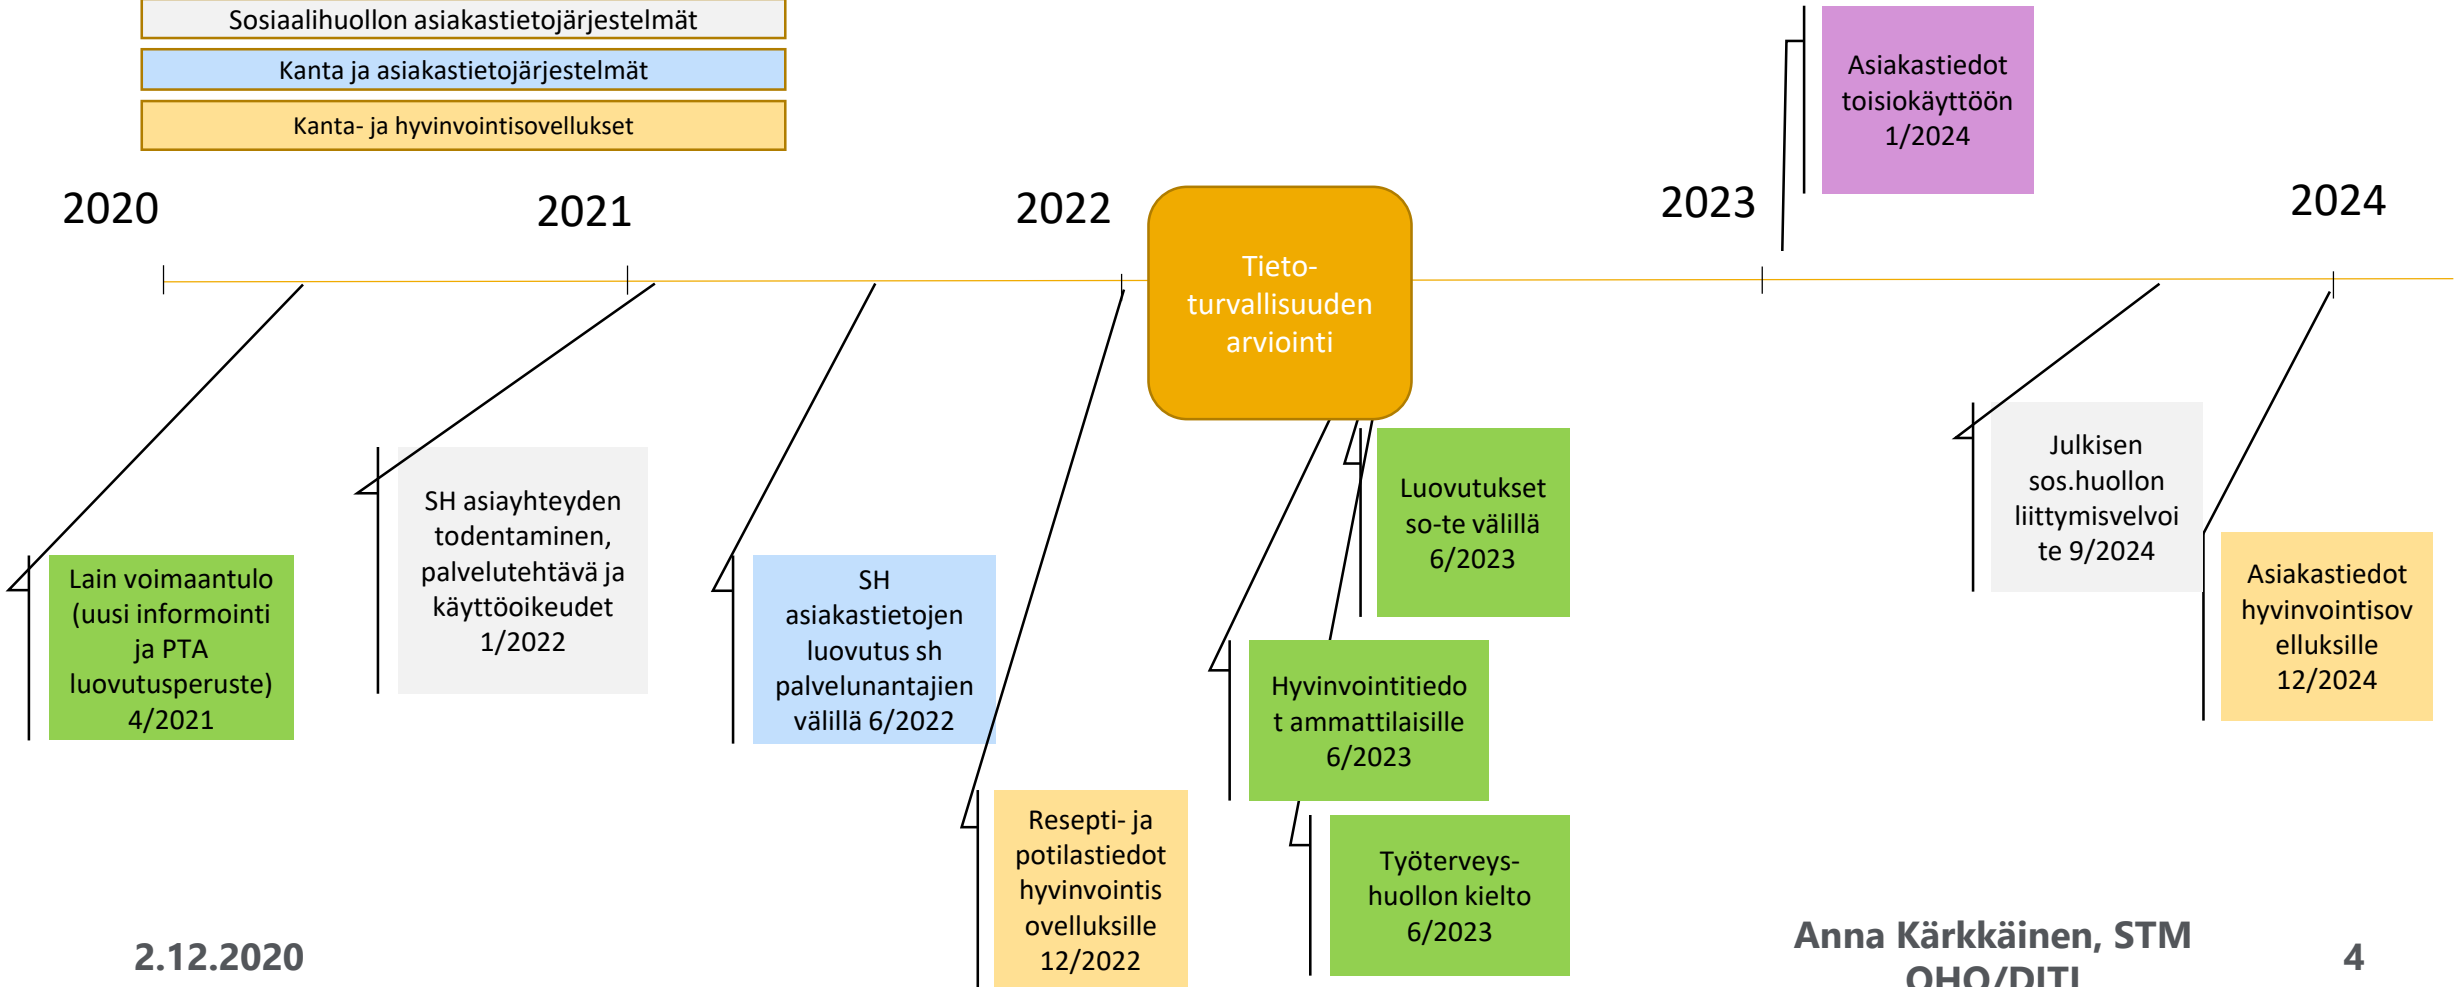 Sosiaalihuollon asiakastietojärjestelmät
Kanta ja asiakastietojärjestelmät
Kanta- ja hyvinvointisovellukset
Asiakastiedot
toisiokäyttöön
1/2024
2020
2021
2022
2023
2024
Tieto-
turvallisuuden
arviointi
Lain voimaantulo
(uusi informointi
ja PTA
luovutusperuste)
4/2021
SH asiayhteyden
todentaminen,
palvelutehtävä ja
käyttöoikeudet
1/2022
SH
asiakastietojen
luovutus sh
palvelunantajien
välillä 6/2022
Resepti- ja
potilastiedot
hyvinvointis
ovelluksille
12/2022
Luovutukset
so-te välillä
6/2023
Hyvinvointitiedo
t ammattilaisille
6/2023
Työterveys-
huollon kielto
6/2023
Julkisen
sos.huollon
liittymisvelvoi
te 9/2024
Asiakastiedot
hyvinvointisov
elluksille
12/2024
2.12.2020
Anna Kärkkäinen, STM
OHO/DITI
4